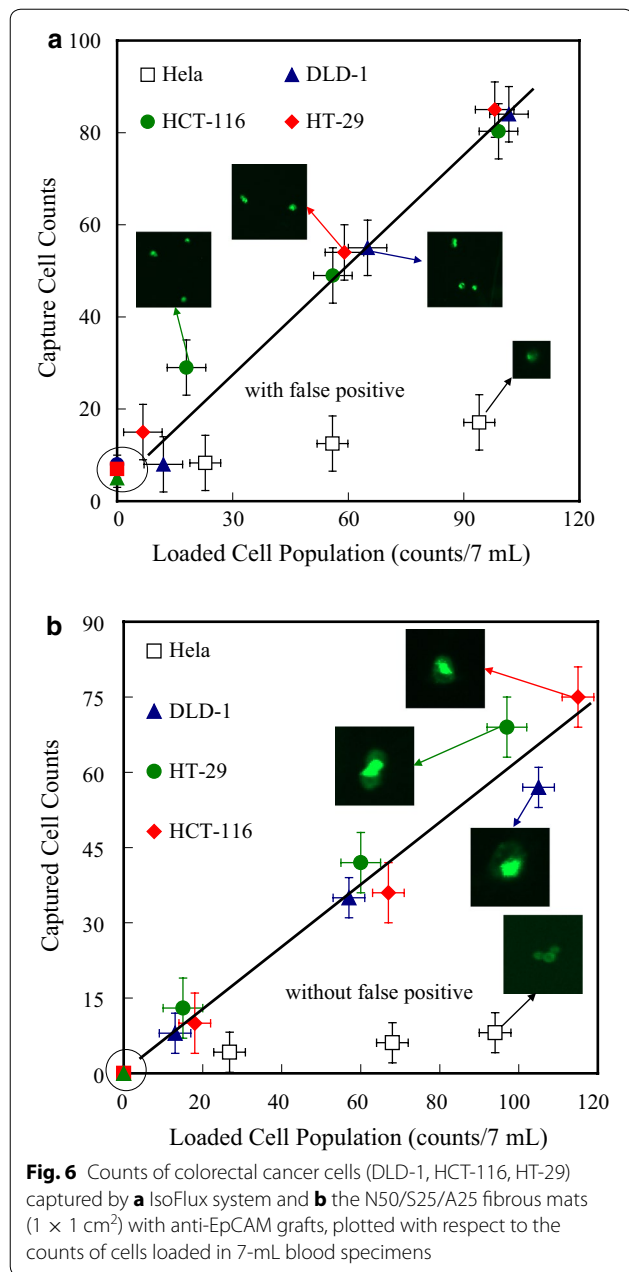 a
Hela DLD-1
HCT-116 HT-29
100
80
60
40
20
0
Capture Cell Counts
with false positive
0 30 60 90 120
Loaded Cell Population (counts/7 mL)
b
90
75
60
45
30
15
0
Captured Cell Counts
Hela
DLD-1
HT-29
HCT-116
without false positive
0 20 40 60 80 100 120
Loaded Cell Population (counts/7 mL)
Fig. 6 Counts of colorectal cancer cells (DLD-1, HCT-116, HT-29)
captured by a IsoFlux system and b the N50/S25/A25 fibrous mats
(1 × 1 cm²) with anti-EpCAM grafts, plotted with respect to the
counts of cells loaded in 7-mL blood specimens